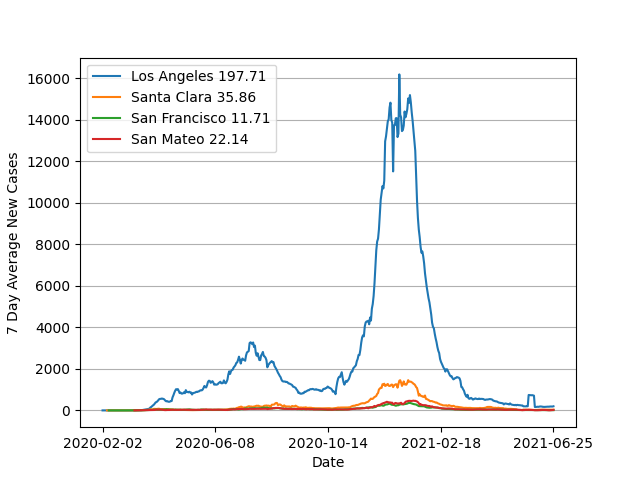 Los Angeles 197.71
Santa Clara 35.86
San Francisco 11.71
San Mateo 22.14
7 Day Average New Cases
16000
14000
12000
10000
8000
6000
4000
2000
0
2020-02-02 2020-06-08 2020-10-14 2021-02-18 2021-06-25
Date